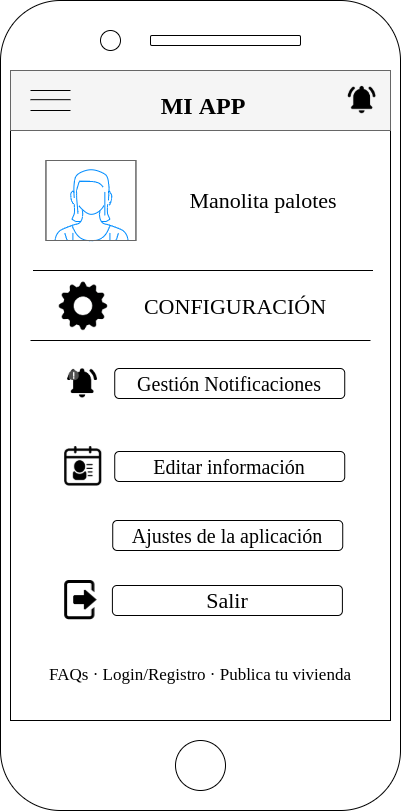 MI APP
Manolita palotes
CONFIGURACIÓN
Gestión Notificaciones
Editar información
Ajustes de la aplicación
Salir
FAQs · Login/Registro · Publica tu vivienda